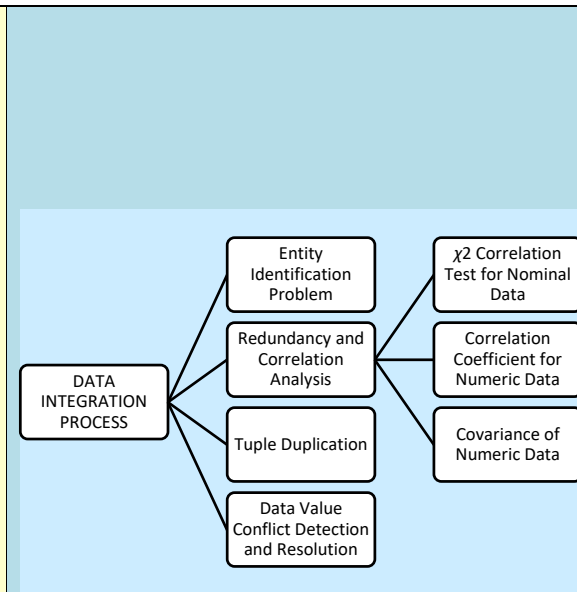 DATA
INTEGRATION
PROCESS
Entity
Identification
Problem
Redundancy and
Correlation
Analysis
Tuple Duplication
Data Value
Conflict Detection
and Resolution
χ2 Correlation
Test for Nominal
Data
Correlation
Coefficient for
Numeric Data
Covariance of
Numeric Data